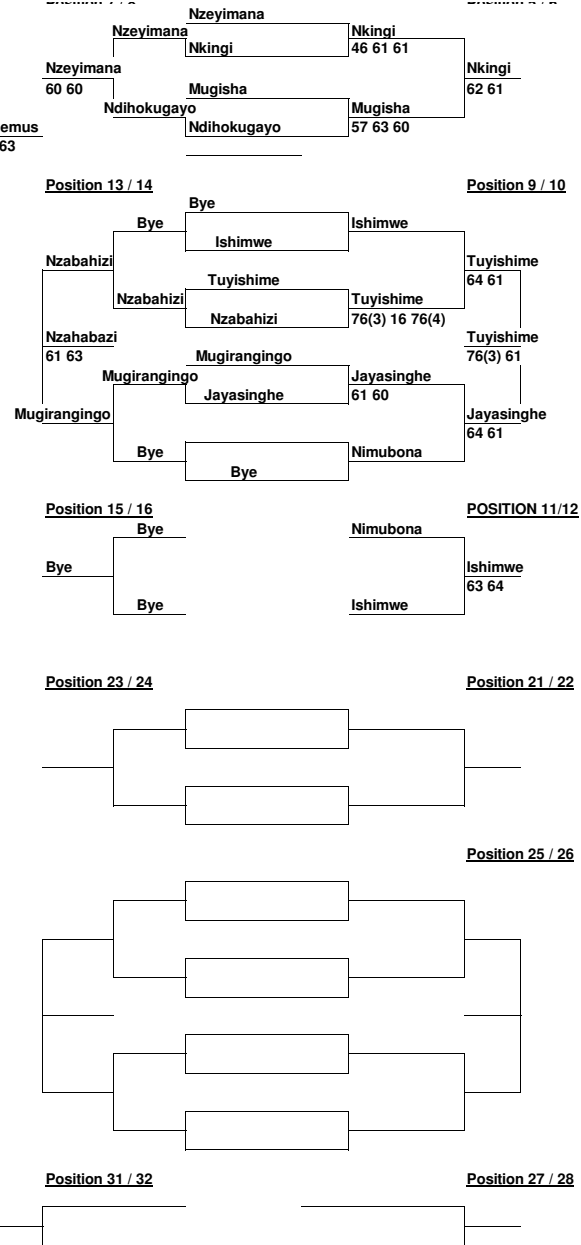 Nzeyimana
Nzeyimana Nkingi
Nkingi 46 61 61
Nzeyimana Nkingi
60 60 Mugisha 62 61
Ndihokugayo Mugisha
emus Ndihokugayo 57 63 60
63
Position 13 / 14 Position 9 / 10
Bye
Bye Ishimwe
Ishimwe
Nzabahizi Tuyishime
Tuyishime 64 61
Nzabahizi Tuyishime
Nzabahizi 76(3) 16 76(4)
Nzahabazi Tuyishime
61 63 Mugirangingo 76(3) 61
Mugirangingo Jayasinghe
Jayasinghe 61 60
Mugirangingo Jayasinghe
64 61
Bye Nimubona
Bye
Position 15 / 16 POSITION 11/12
Bye Nimubona
Bye Ishimwe
63 64
Bye Ishimwe
Position 23 / 24 Position 21 / 22
Position 25 / 26
Position 31 / 32 Position 27 / 28